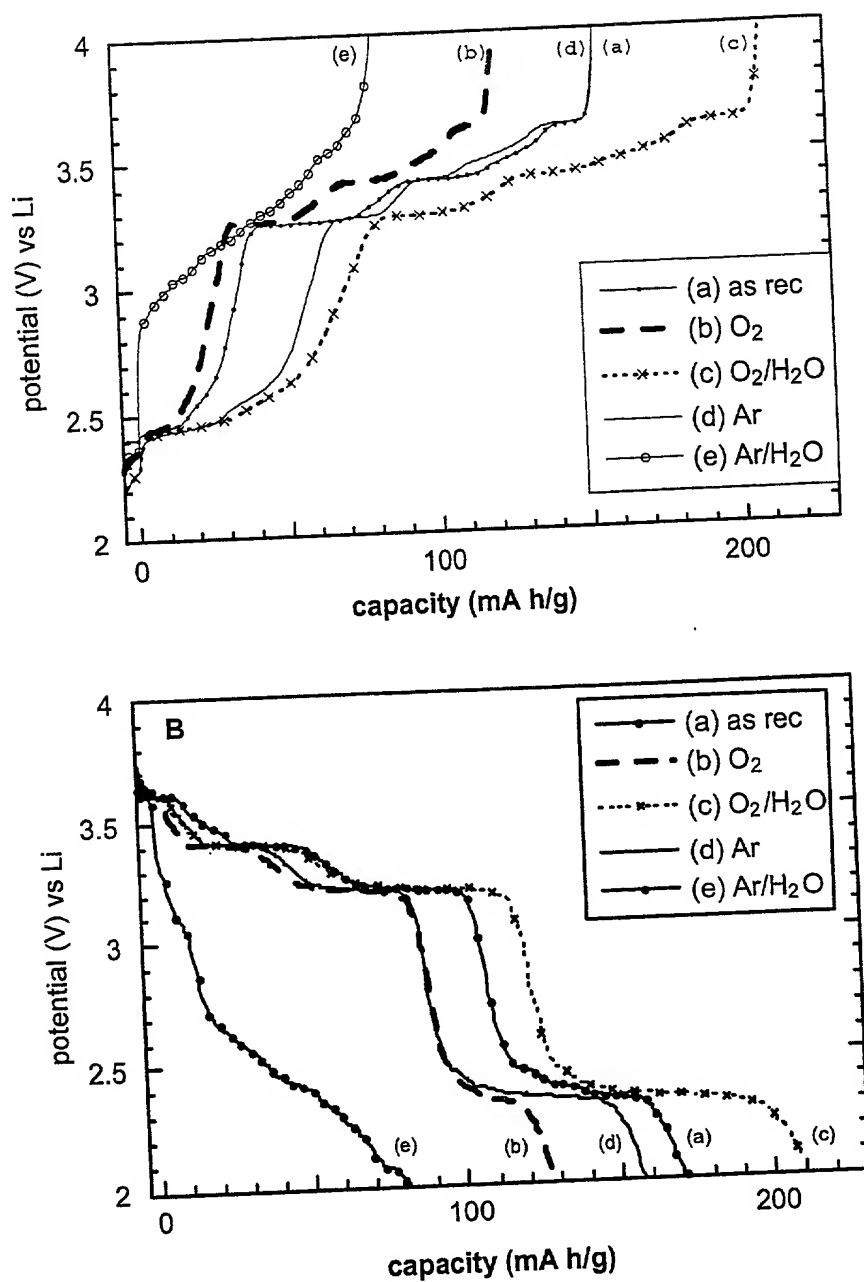 4
(e)
(b)
(d)
(a)
(c)
3.5
3
2.5
2
potential (V) vs Li
(a) as rec
(b) O₂
(c) O₂/H₂O
(d) Ar
(e) Ar/H₂O
0
100
200
capacity (mA h/g)
B
4
3.5
3
2.5
2
potential (V) vs Li
(a) as rec
(b) O₂
(c) O₂/H₂O
(d) Ar
(e) Ar/H₂O
(e)
(b)
(d)
(a)
(c)
0
100
200
capacity (mA h/g)